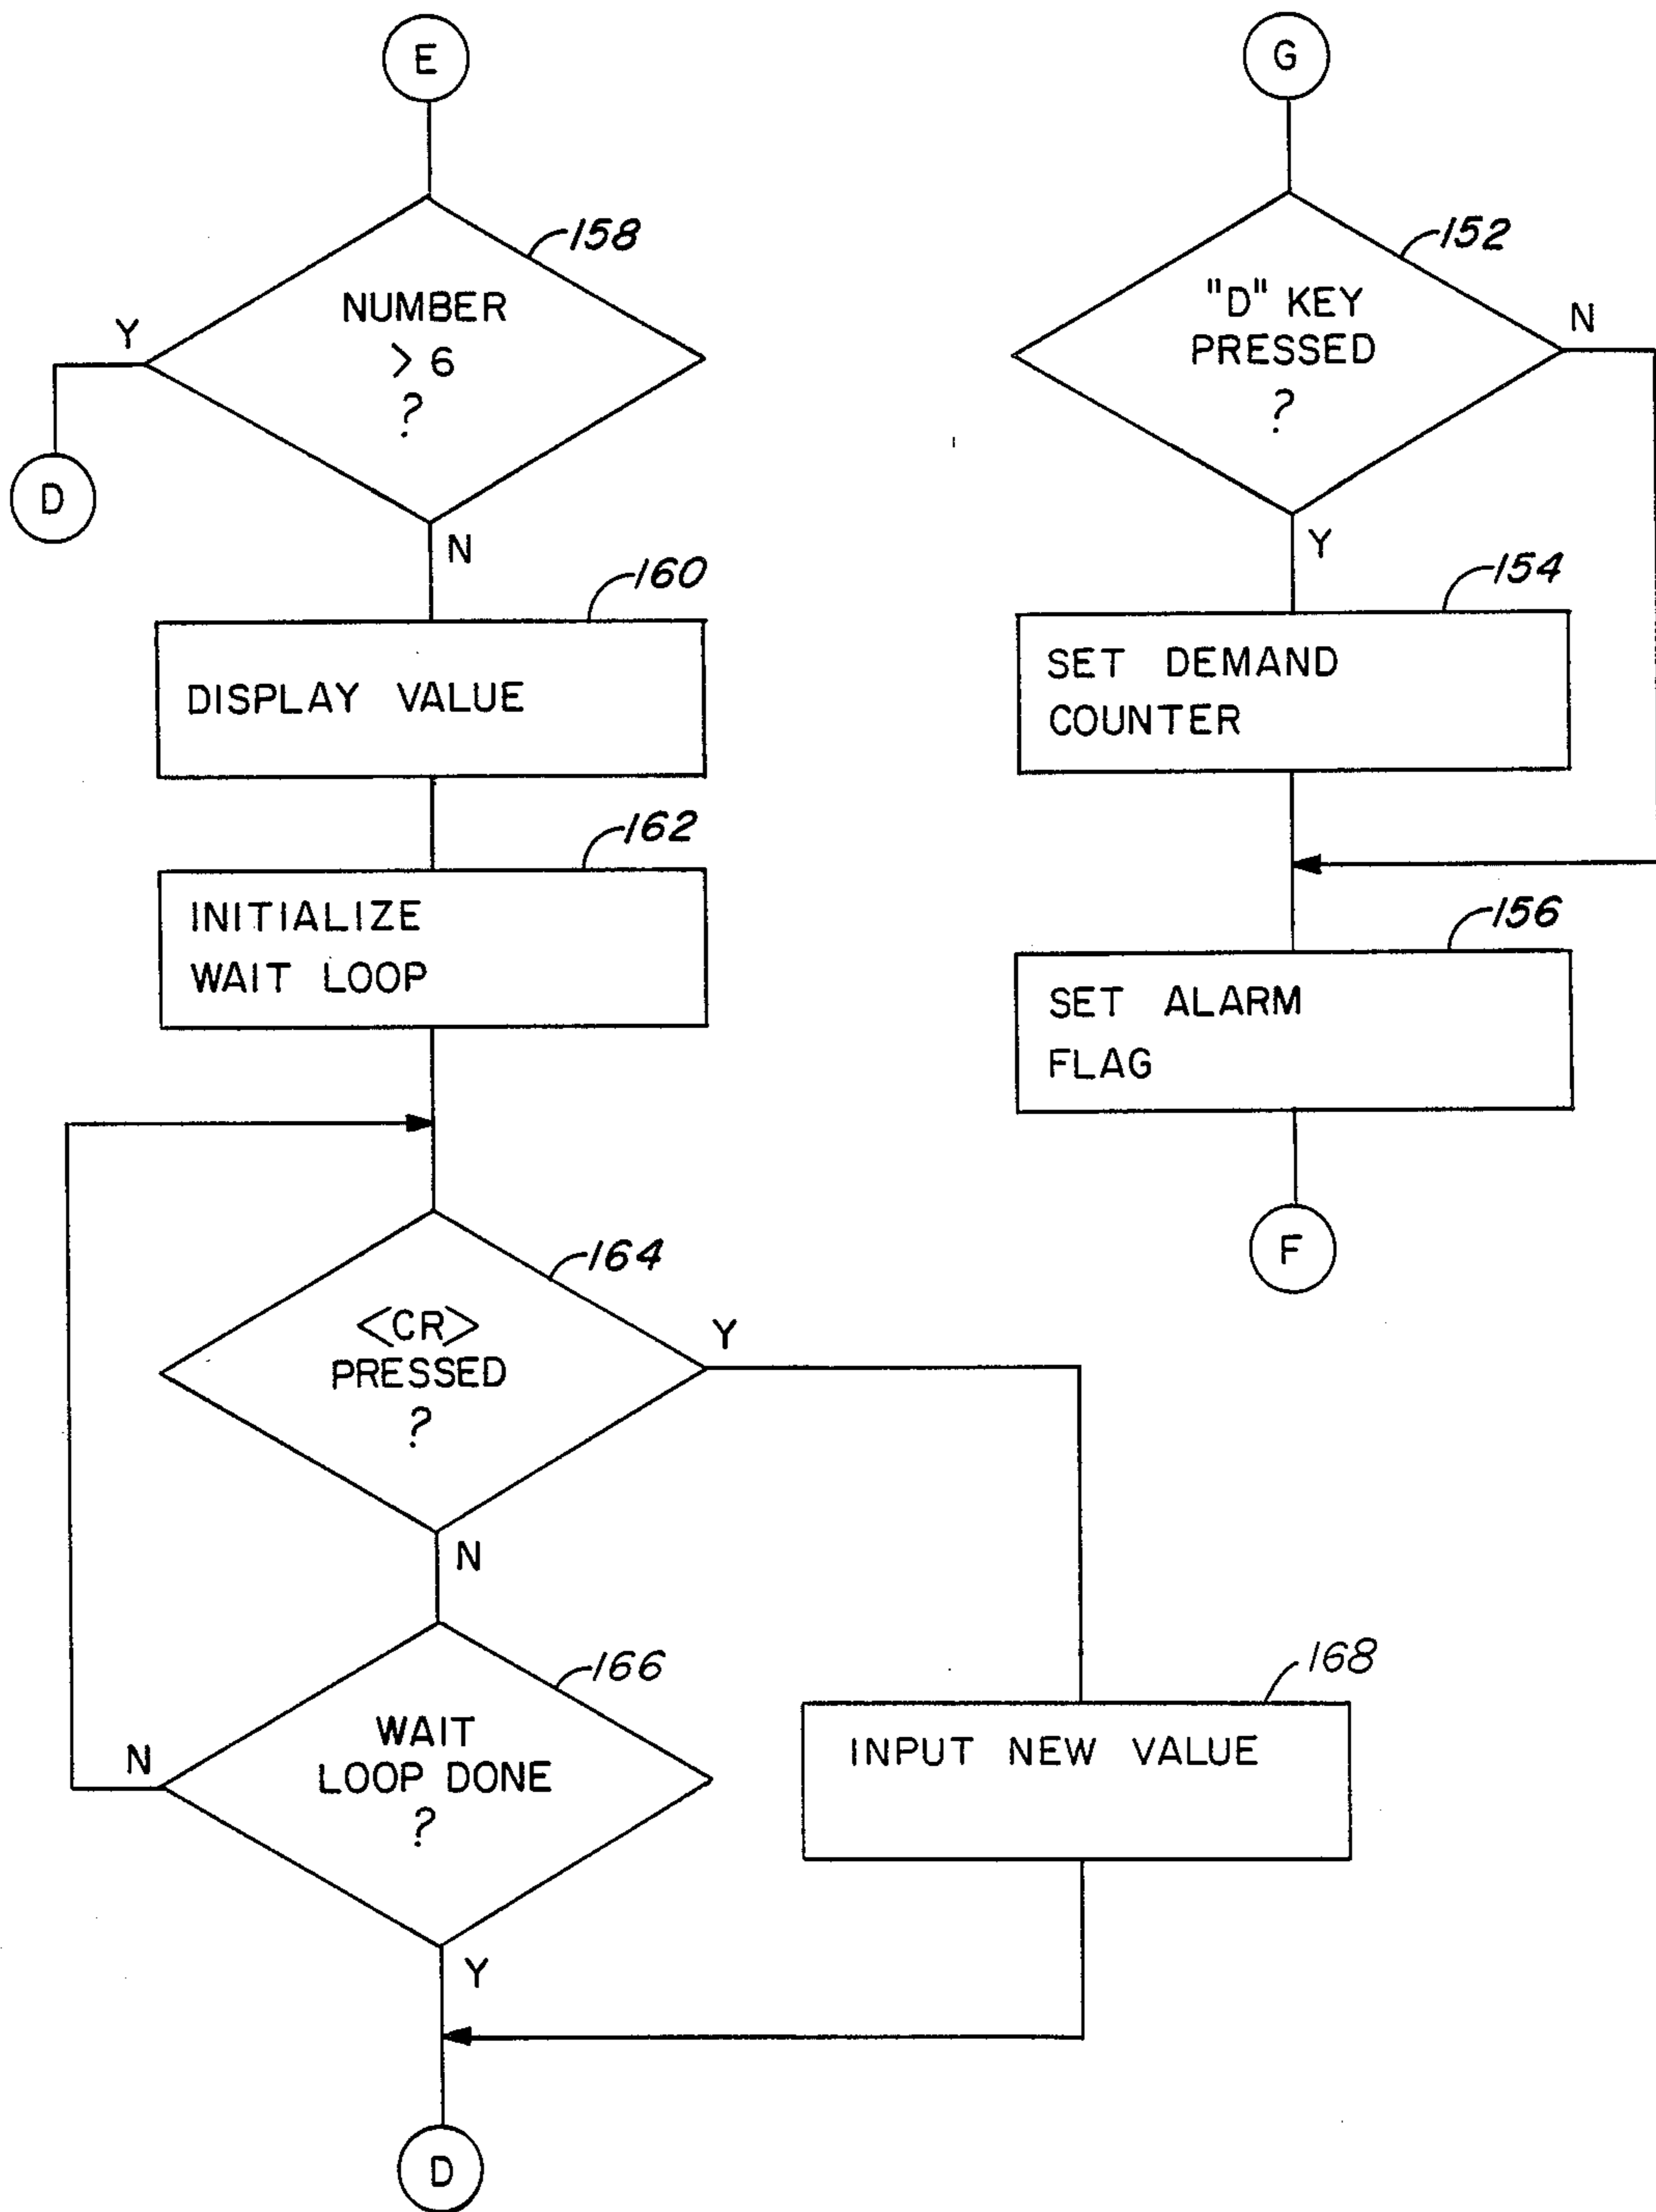 E
158
NUMBER
> 6
?
Y
D
N
160
DISPLAY VALUE
162
INITIALIZE
WAIT LOOP
164
<CR>
PRESSED
?
Y
N
166
WAIT
LOOP DONE
?
N
Y
168
INPUT NEW VALUE
D
G
152
"D" KEY
PRESSED
?
N
Y
154
SET DEMAND
COUNTER
156
SET ALARM
FLAG
F